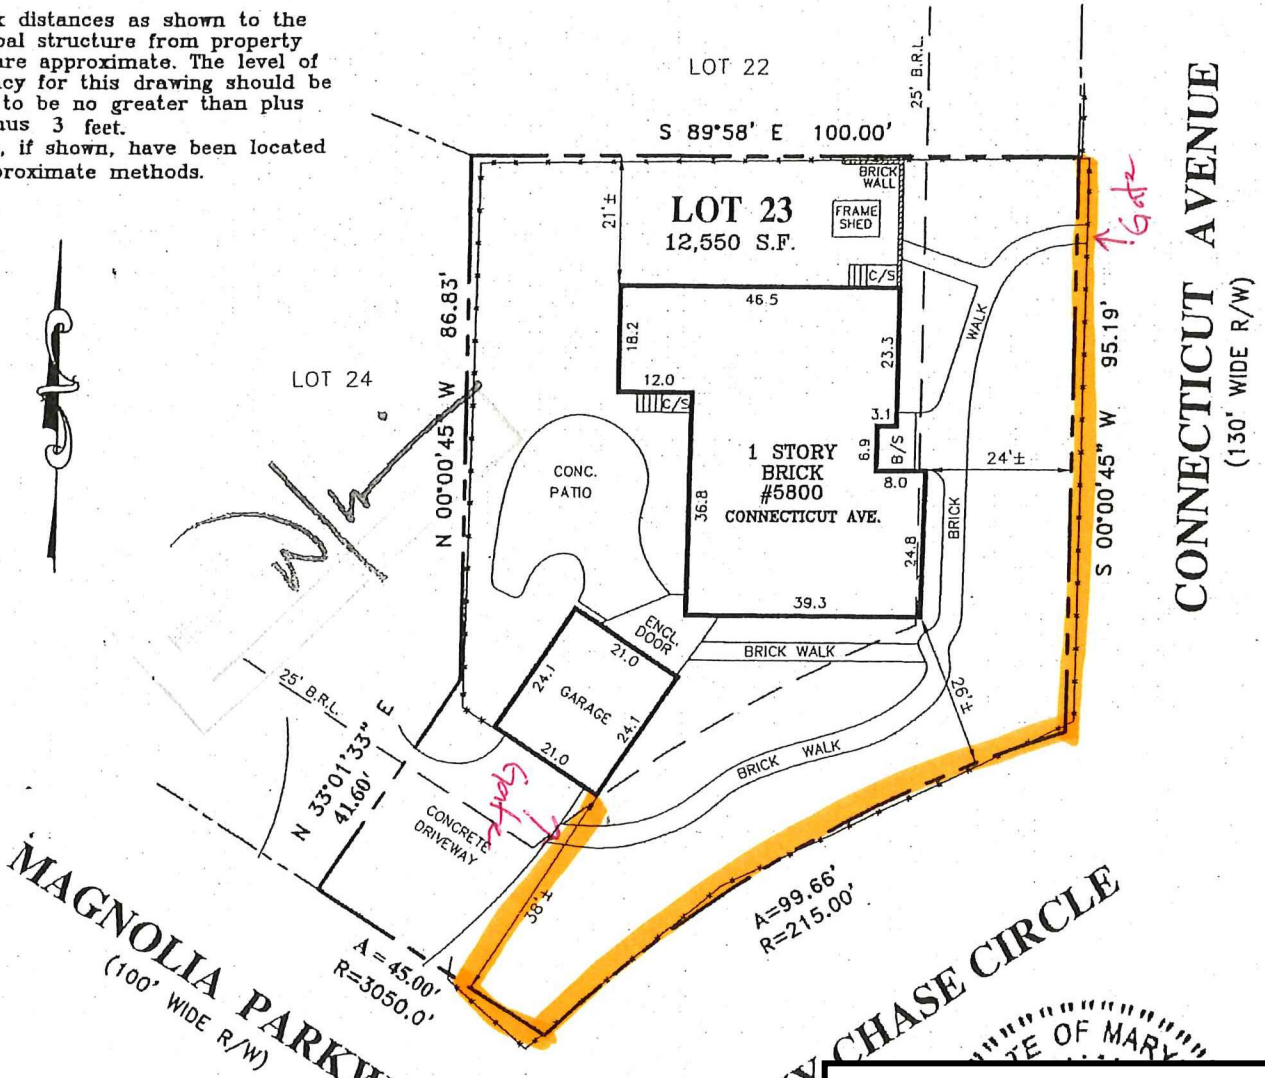 distances as shown to the
structure from property
are approximate. The level of
for this drawing should be
to be no greater than plus
3 feet.
, if shown, have been located
methods.
LOT 22
25' B.R.L.
S 89°58' E 100.00'
BRICK
WALL
LOT 23
12,550 S.F.
FRAME
SHED
21'±
Gate
C/S
46.5
CONNECTICUT AVENUE
(130' WIDE R/W)
N 00°00'45" W 86.83'
18.2
23.3
WALK
S 00°00'45" W 95.19'
LOT 24
12.0
C/S
3.1
6.9
B/S
8.0
24'±
1 STORY
BRICK
#5800
CONNECTICUT AVE.
CONC.
PATIO
36.8
24.8
BRICK
39.3
ENCL.
DOOR
BRICK WALK
21.0
24.1
GARAGE
24.1
21.0
26'±
25' B.R.L.
N 33°01'33" E
41.60'
BRICK WALK
Gate
CONCRETE
DRIVEWAY
38'±
A=99.66'
R=215.00'
A=45.00'
R=3050.0'
MAGNOLIA
(100' WIDE R/W)
CHASE CIRCLE
OF